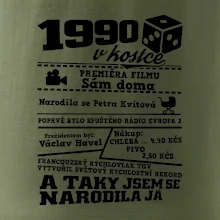 1990
v kostce
PREMIÉRA FILMU
Sám doma
Narodila se Petra Kvitová
POPRVÉ BYLO SPUŠTĚNO RÁDIO EVROPA 2
Prezidentem byl:
Václav Havel
Nákup:
CHLEBA ... 4,40 KČS
PIVO
2,50 KČS
FRANCOUZSKÝ RYCHLOVLAK TGV
VYTVOŘIL SVĚTOVÝ RYCHLOSTNÍ REKORD
A TAKY JSEM SE
NARODILA JÁ